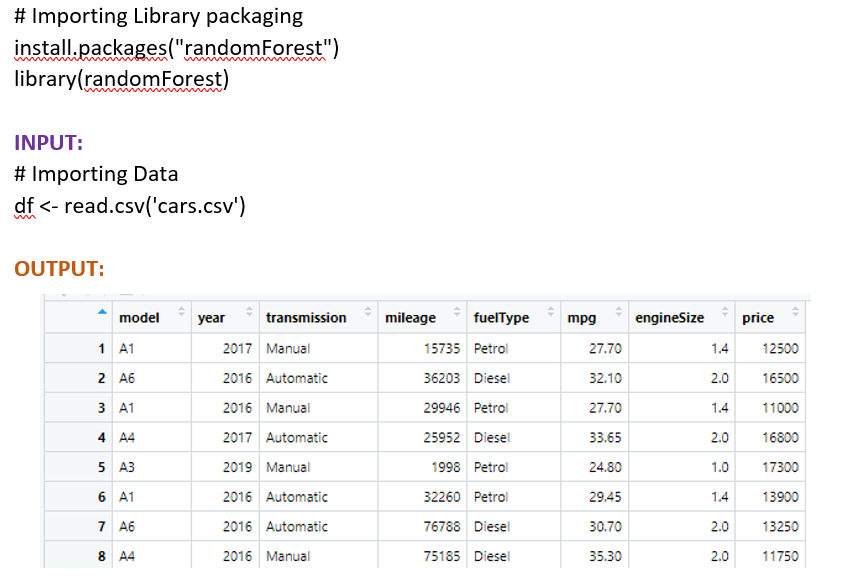 # Importing Library packaging
install.packages("randomForest")
library(randomForest)
INPUT:
# Importing Data
df <- read.csv('cars.csv')
OUTPUT:
model year transmission mileage fuelType mpg engineSize price
1 A1 2017 Manual 15735 Petrol 27.70 1.4 12500
2 A6 2016 Automatic 36203 Diesel 32.10 2.0 16500
3 A1 2016 Manual 29946 Petrol 27.70 1.4 11000
4 A4 2017 Automatic 25952 Diesel 33.65 2.0 16800
5 A3 2019 Manual 1998 Petrol 24.80 1.0 17300
6 A1 2016 Automatic 32260 Petrol 29.45 1.4 13900
7 A6 2016 Automatic 76788 Diesel 30.70 2.0 13250
8 A4 2016 Manual 75185 Diesel 35.30 2.0 11750